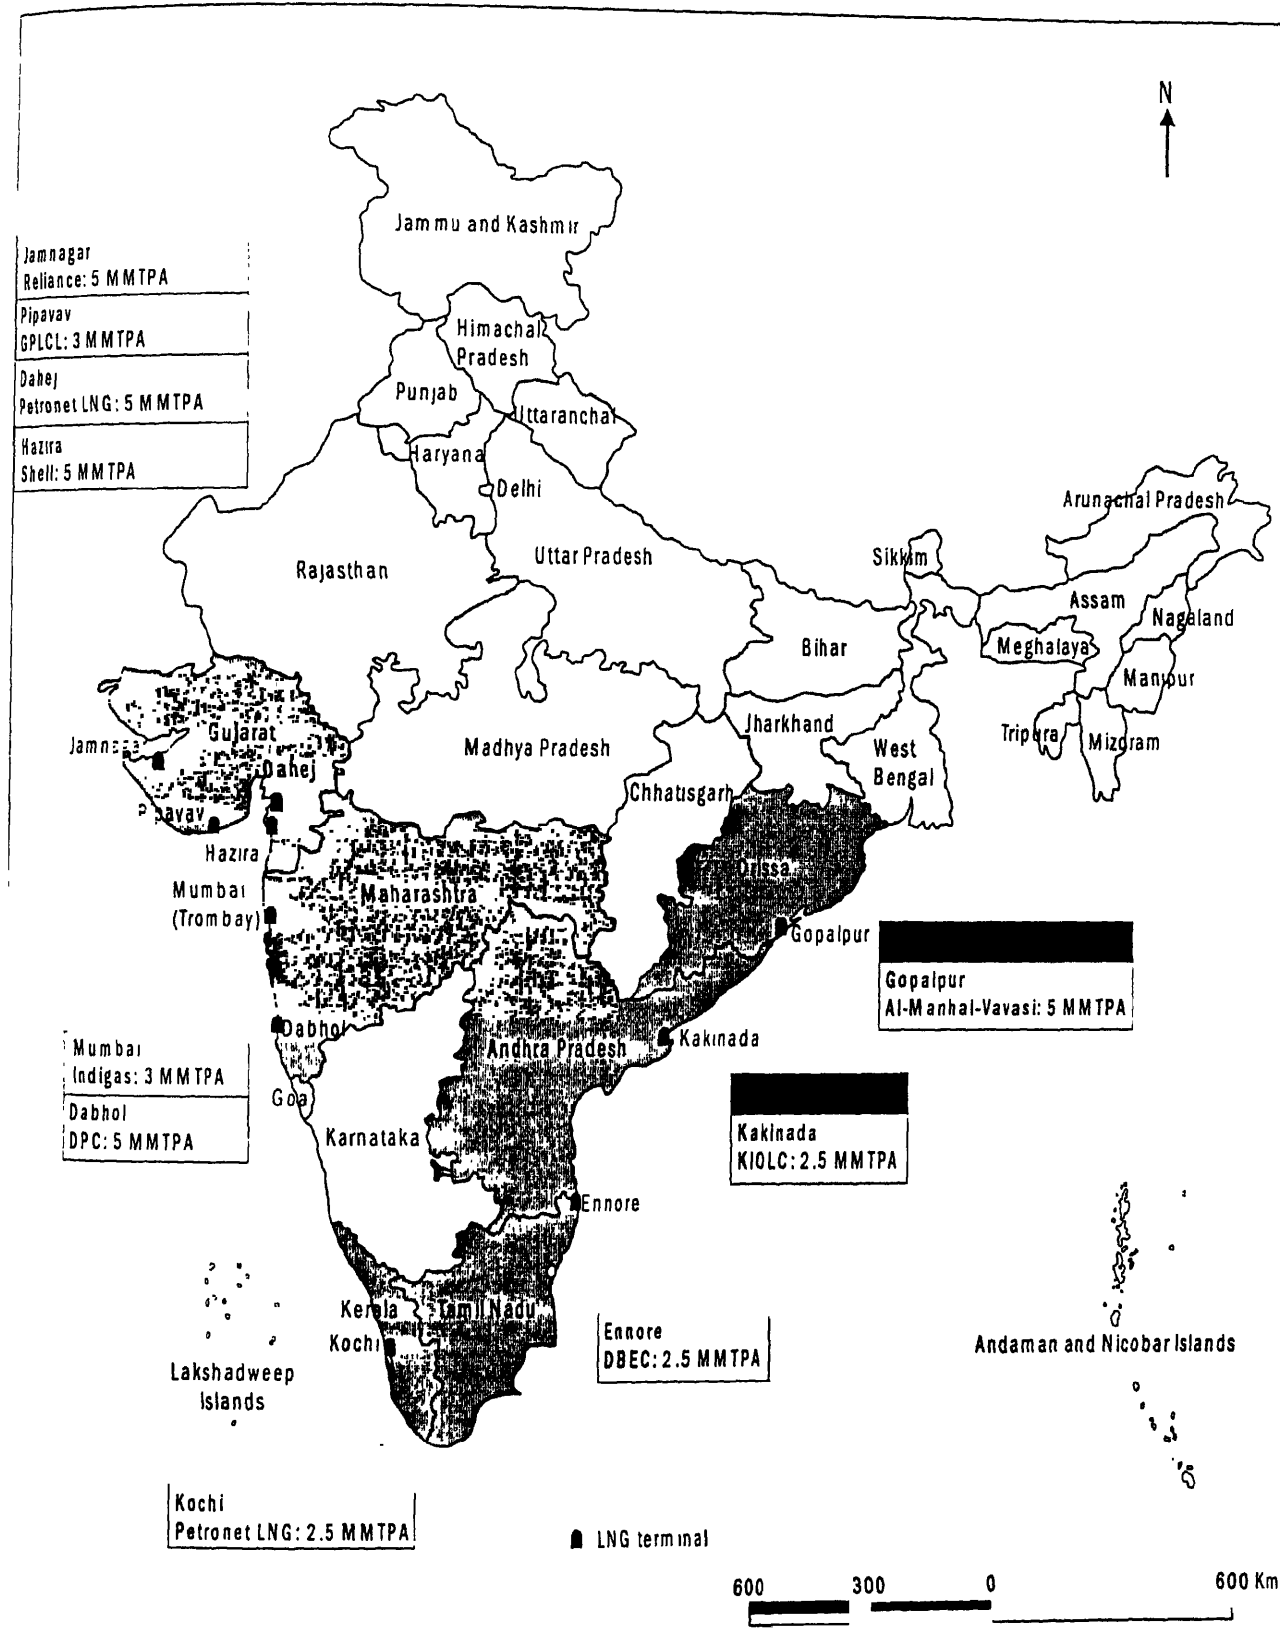 N
Jammu and Kashmir
Jamnagar
Reliance: 5 MMTPA
Pipavav
GPLCL: 3 MMTPA
Dahej
Petronet LNG: 5 MMTPA
Hazira
Shell: 5 MMTPA
Himachal
Pradesh
Punjab
Uttaranchal
Haryana
Delhi
Arunachal Pradesh
Rajasthan
Uttar Pradesh
Sikkim
Assam
Nagaland
Bihar
Meghalaya
Manipur
Gujarat
Jamnagar
Madhya Pradesh
Jharkhand
West
Bengal
Tripura
Mizoram
Dahej
Chhatisgarh
Pipavav
Hazira
Orissa
Mumbai
(Trombay)
Maharashtra
Gopalpur
Gopalpur
Al-Manhal-Vavasi: 5 MMTPA
Dabhol
Kakinada
Andhra Pradesh
Mumbai
Indigas: 3 MMTPA
Dabhol
DPC: 5 MMTPA
Goa
Karnataka
Kakinada
KIOLC: 2.5 MMTPA
Ennore
Kerala
Tamil Nadu
Kochi
Ennore
DBEC: 2.5 MMTPA
Lakshadweep
Islands
Andaman and Nicobar Islands
Kochi
Petronet LNG: 2.5 MMTPA
LNG terminal
600 300 0 600 Km